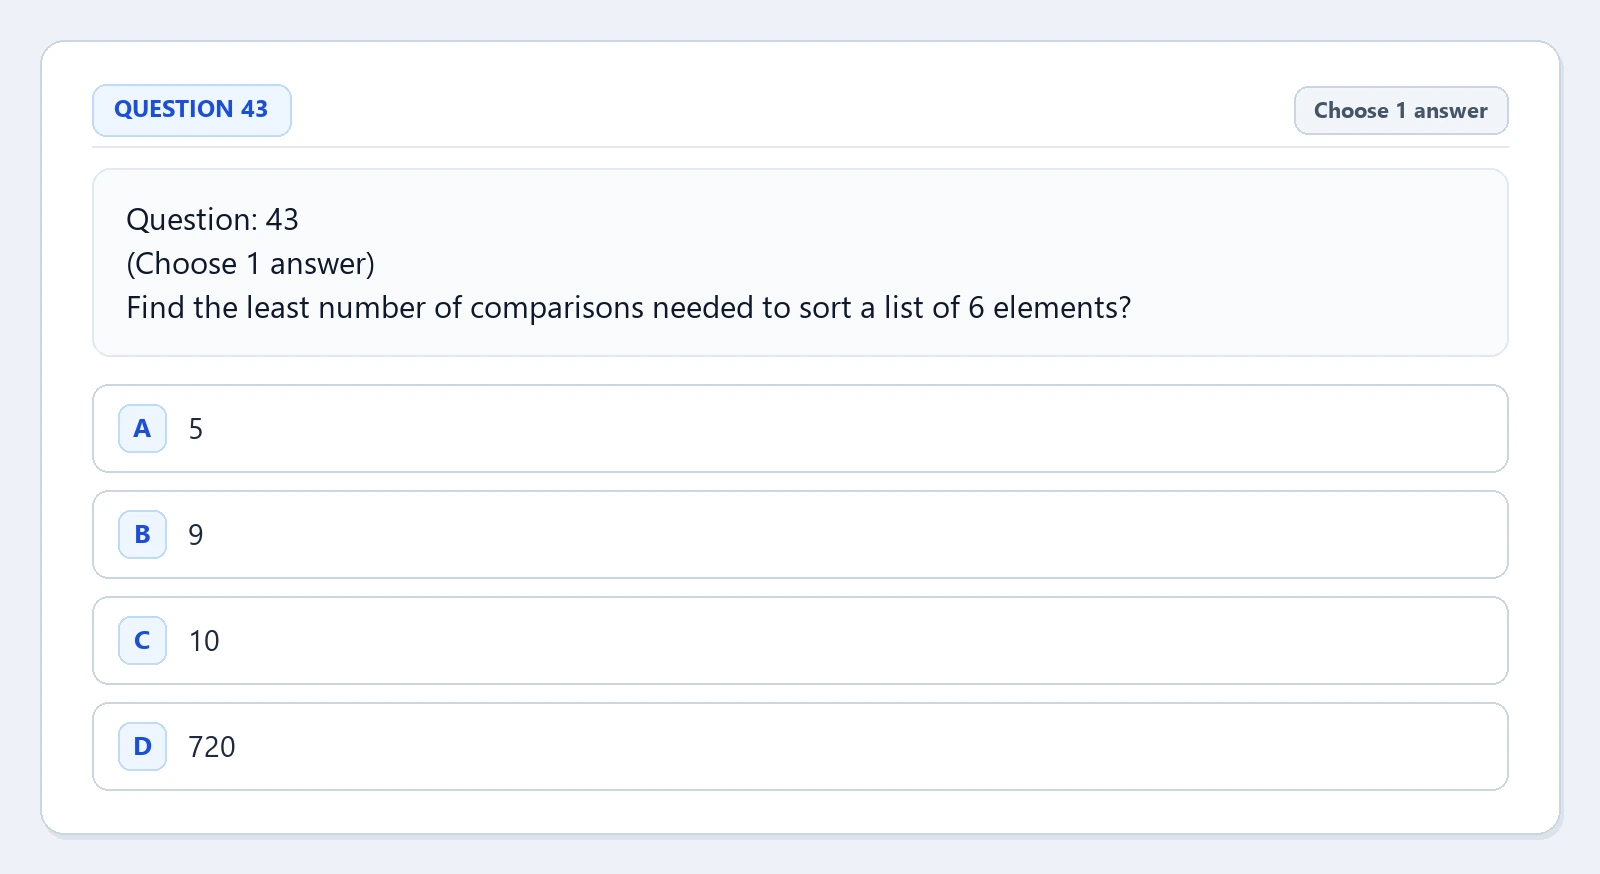 QUESTION 43
Choose 1 answer
Question: 43
(Choose 1 answer)
Find the least number of comparisons needed to sort a list of 6 elements?
A 5
B 9
C 10
D 720